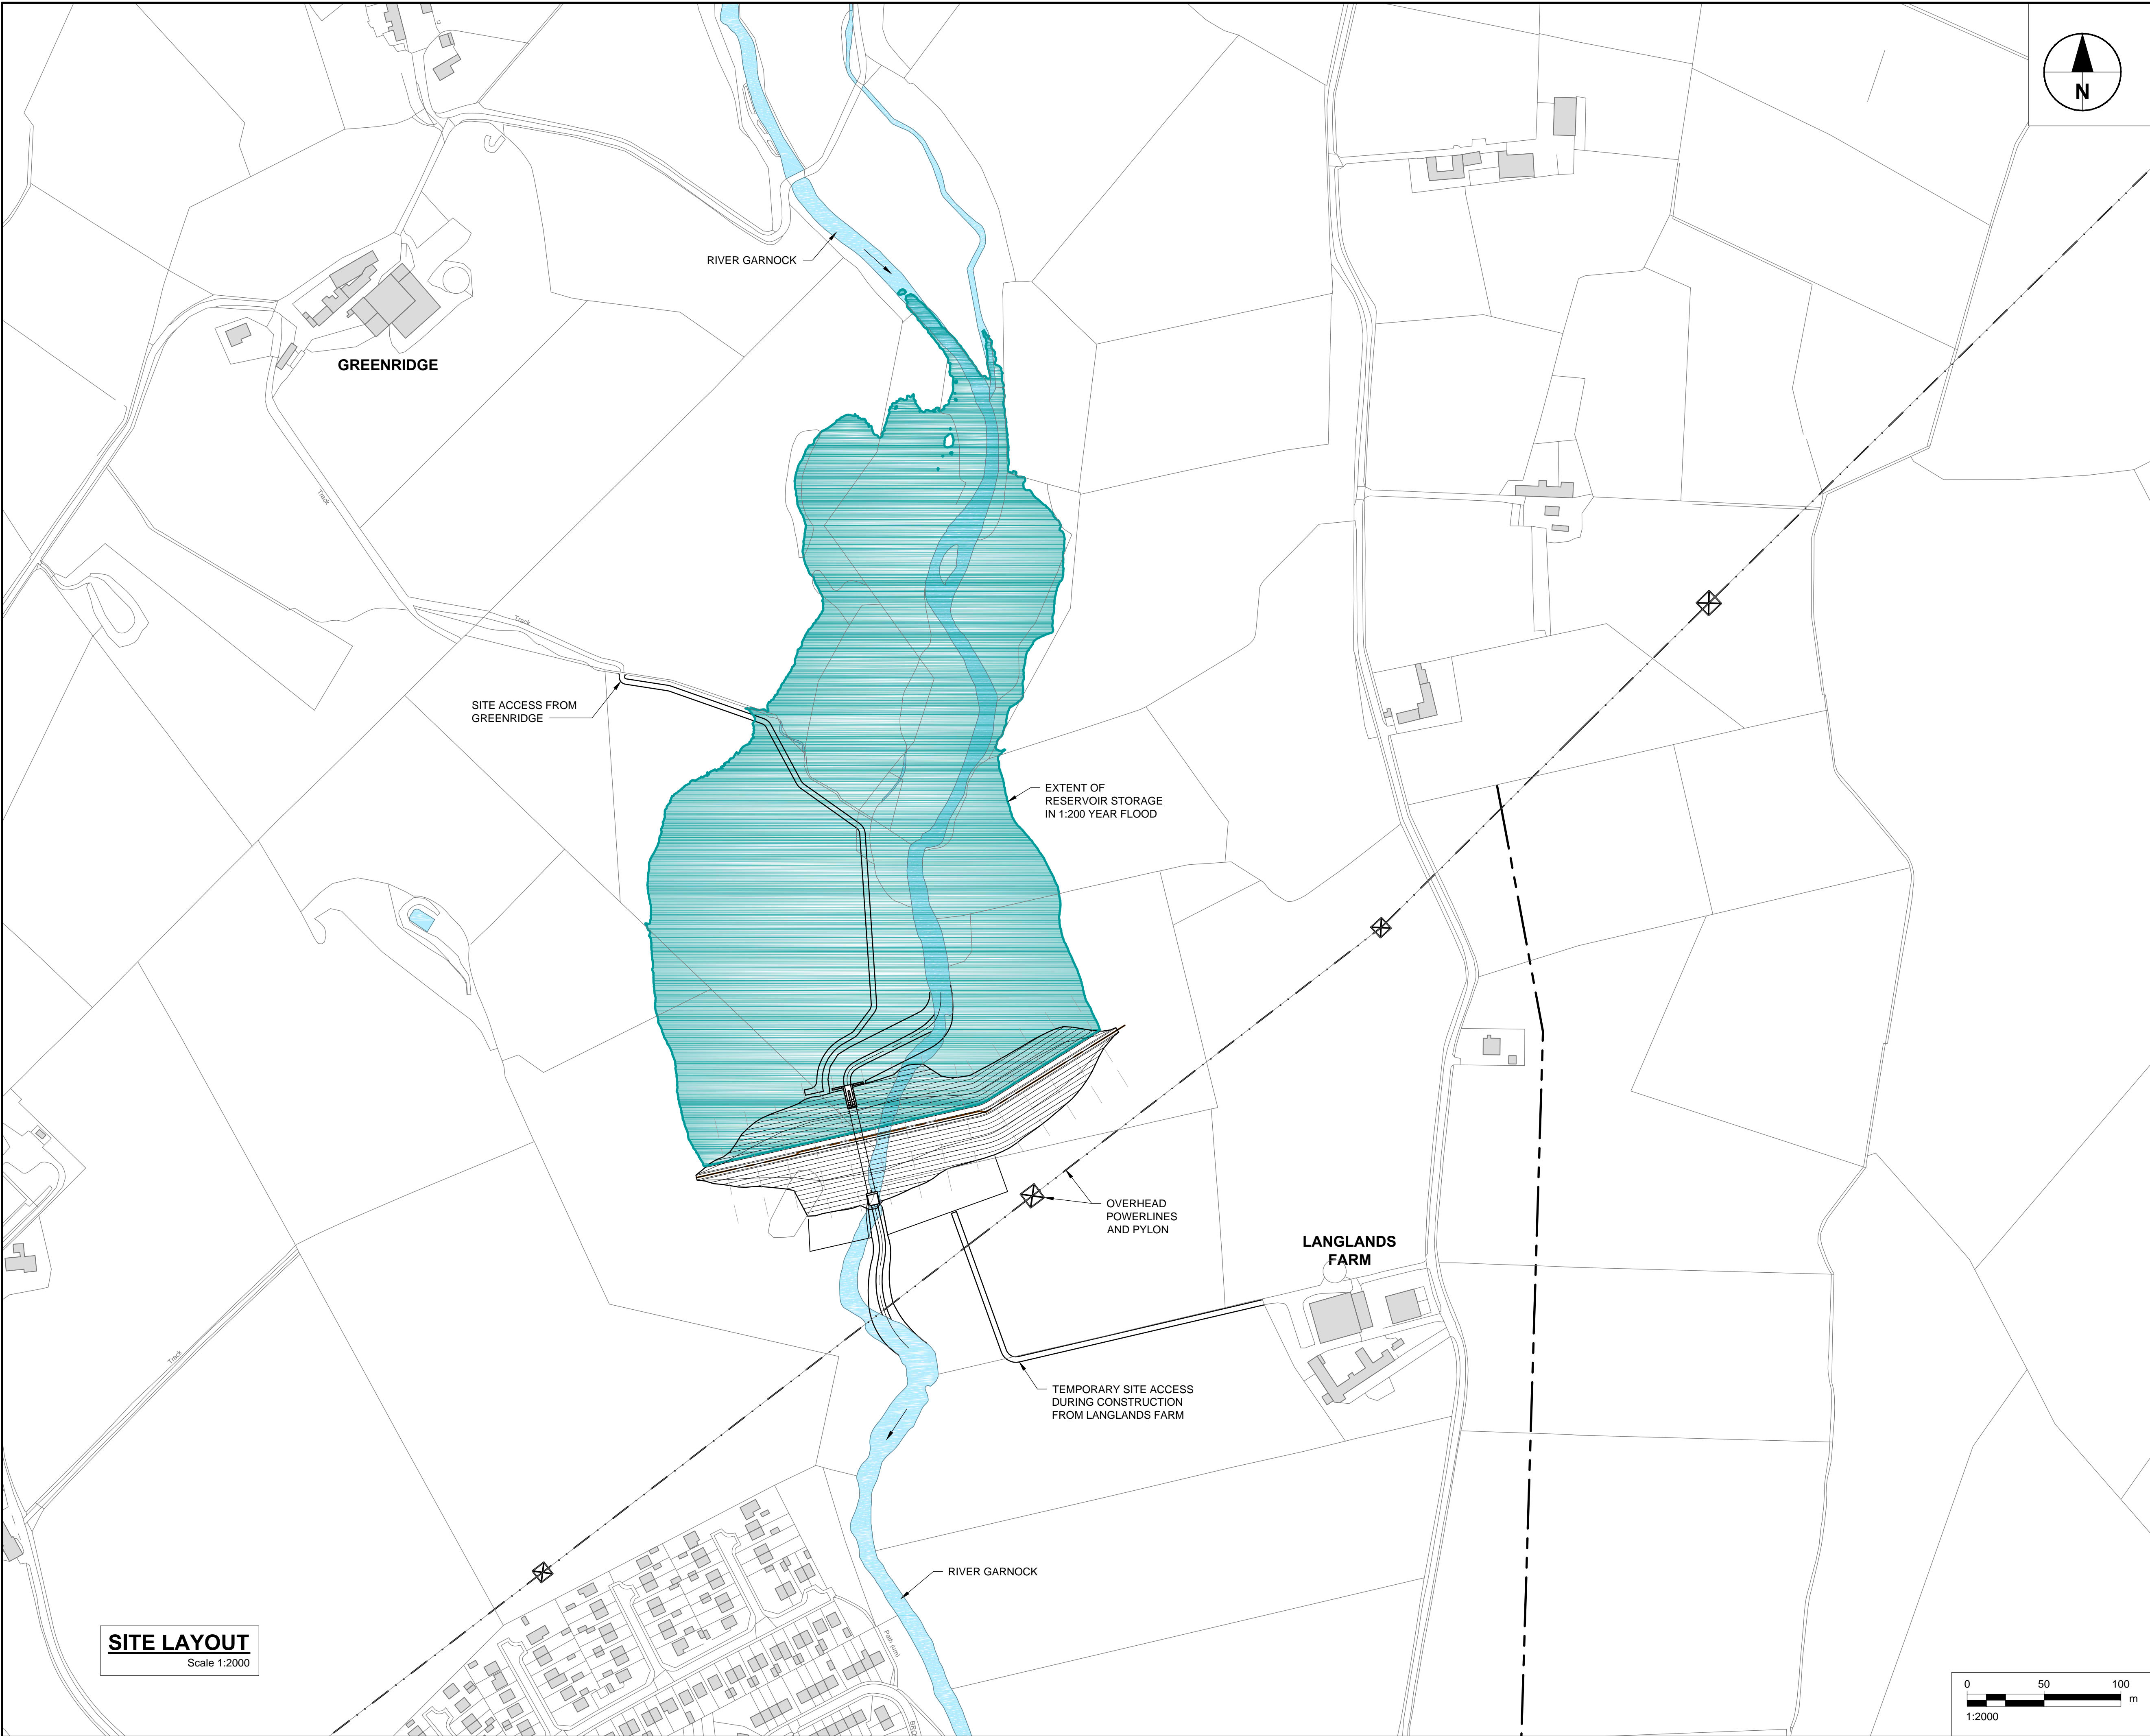 N
RIVER GARNOCK
GREENRIDGE
Track
Track
SITE ACCESS FROM
GREENRIDGE
EXTENT OF
RESERVOIR STORAGE
IN 1:200 YEAR FLOOD
OVERHEAD
POWERLINES
AND PYLON
LANGLANDS
FARM
Track
TEMPORARY SITE ACCESS
DURING CONSTRUCTION
FROM LANGLANDS FARM
RIVER GARNOCK
Path (um)
SITE LAYOUT
Scale 1:2000
0 50 100
m
1:2000